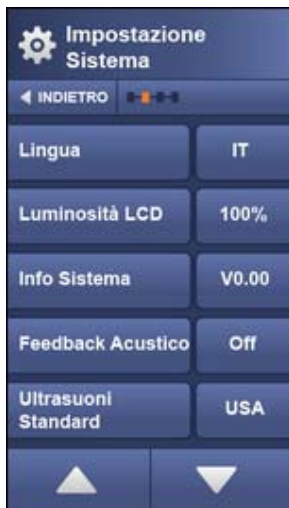 Impostazione
Sistema
INDIETRO
Lingua
IT
Luminosità LCD
100%
Info Sistema
V0.00
Feedback Acustico
Off
Ultrasuoni
Standard
USA